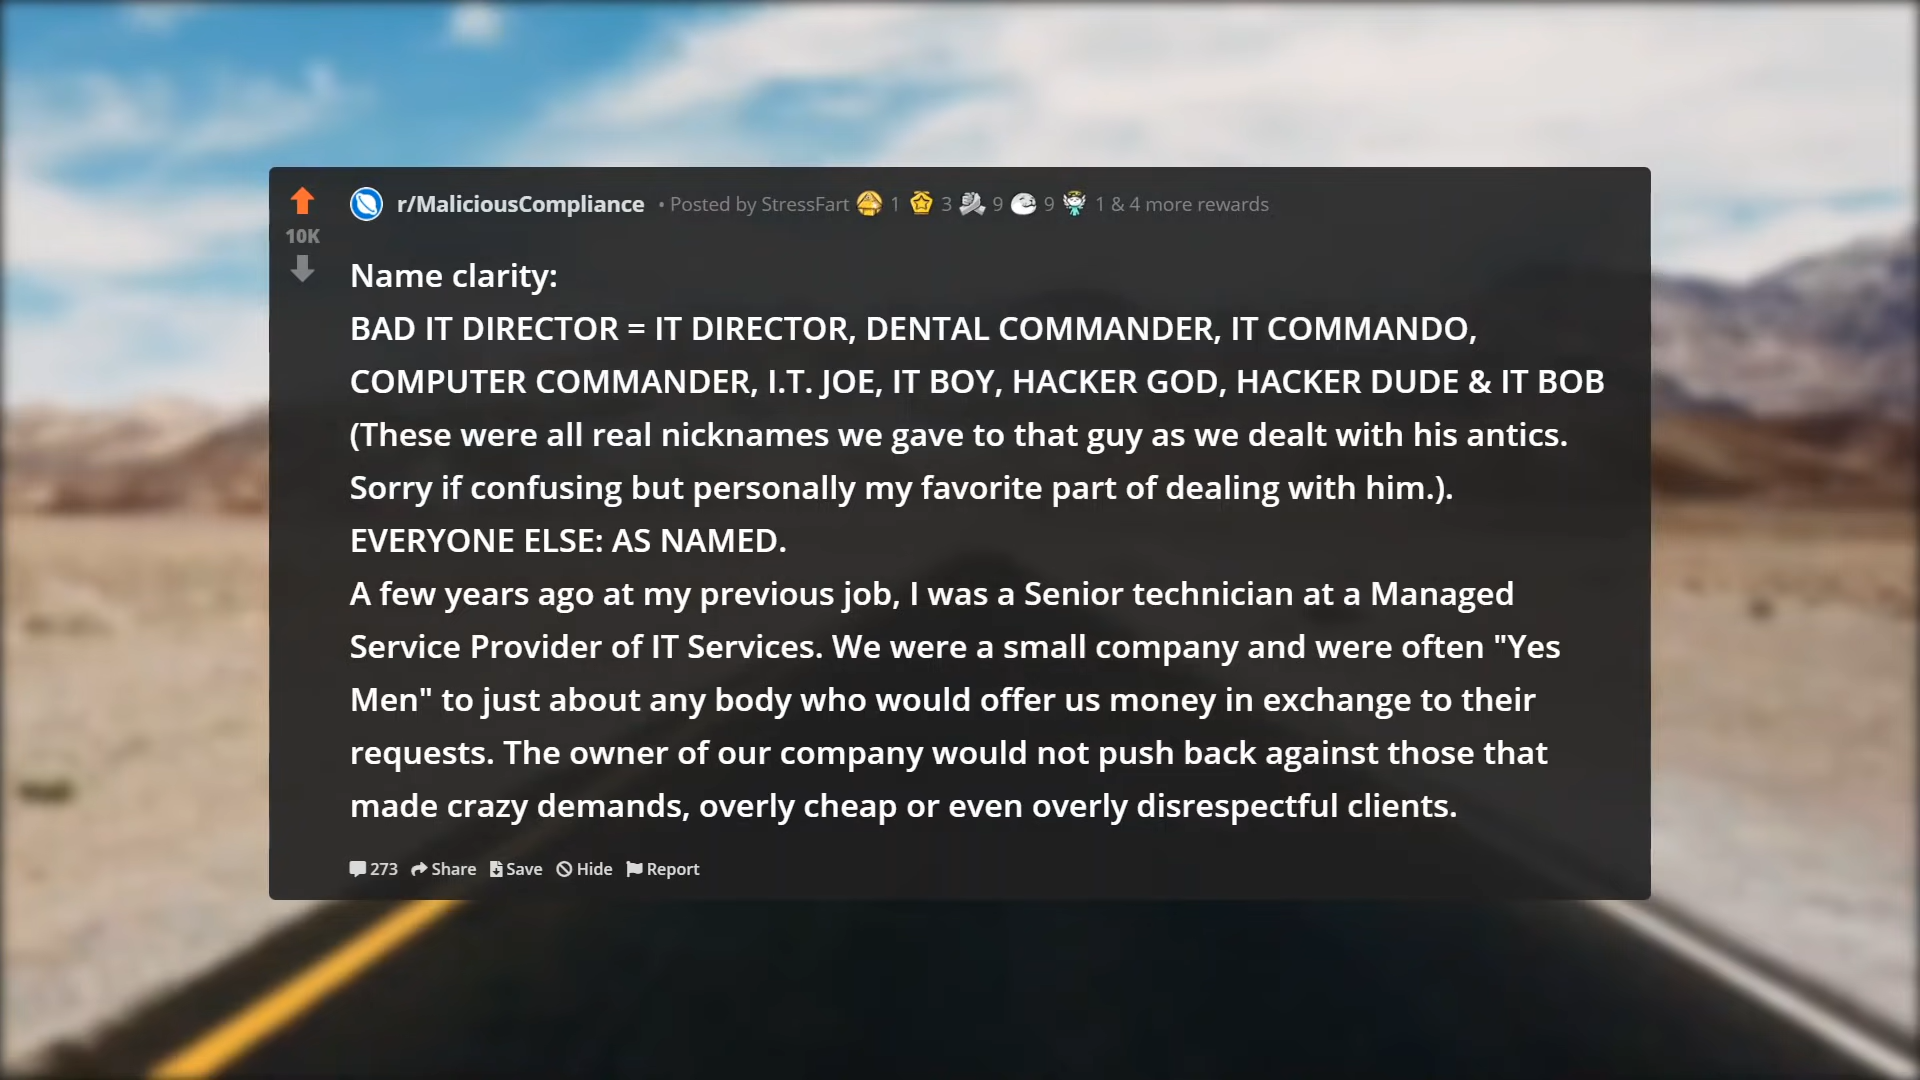 r/MaliciousCompliance • Posted by StressFart 1 3 9 9 1 & 4 more rewards
10K
Name clarity:
BAD IT DIRECTOR = IT DIRECTOR, DENTAL COMMANDER, IT COMMANDO,
COMPUTER COMMANDER, I.T. JOE, IT BOY, HACKER GOD, HACKER DUDE & IT BOB
(These were all real nicknames we gave to that guy as we dealt with his antics.
Sorry if confusing but personally my favorite part of dealing with him.).
EVERYONE ELSE: AS NAMED.
A few years ago at my previous job, I was a Senior technician at a Managed
Service Provider of IT Services. We were a small company and were often "Yes
Men" to just about any body who would offer us money in exchange to their
requests. The owner of our company would not push back against those that
made crazy demands, overly cheap or even overly disrespectful clients.
273 Share Save Hide Report